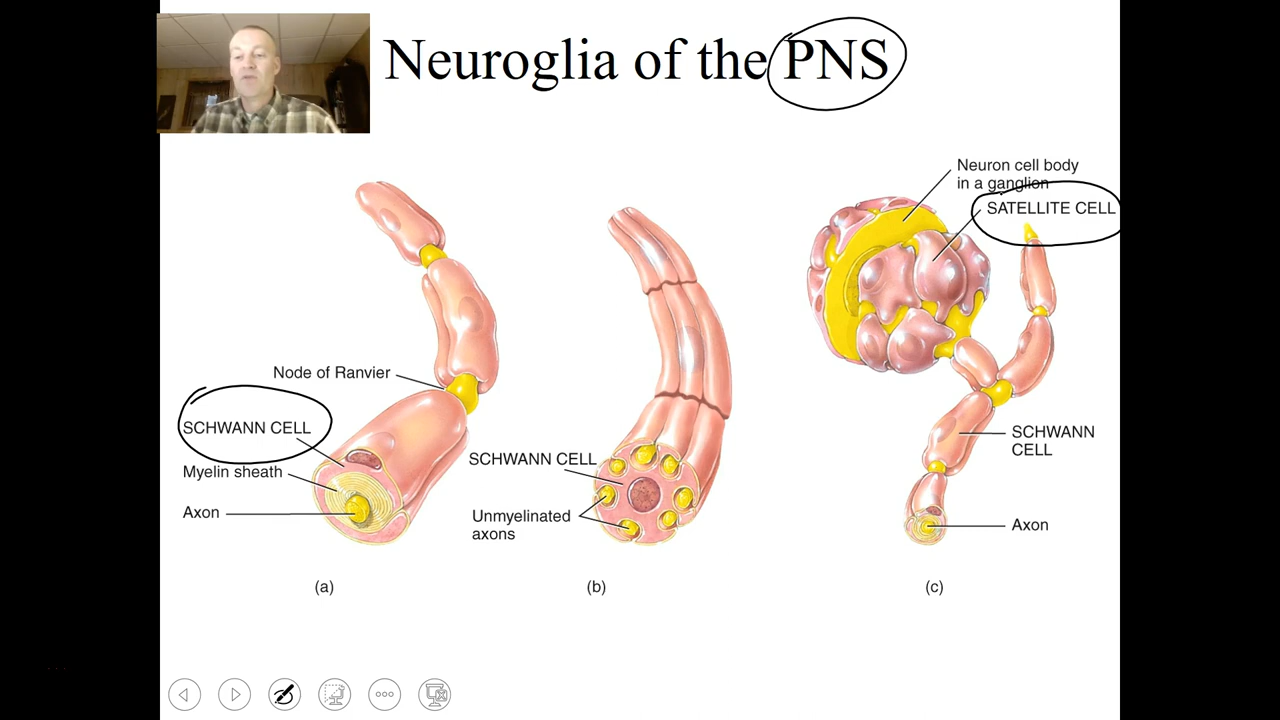 Neuroglia of the PNS
Neuron cell body
in a ganglion
SATELLITE CELL
Node of Ranvier
SCHWANN CELL
Myelin sheath
Axon
SCHWANN CELL
Unmyelinated
axons
SCHWANN
CELL
Axon
(a)
(b)
(c)